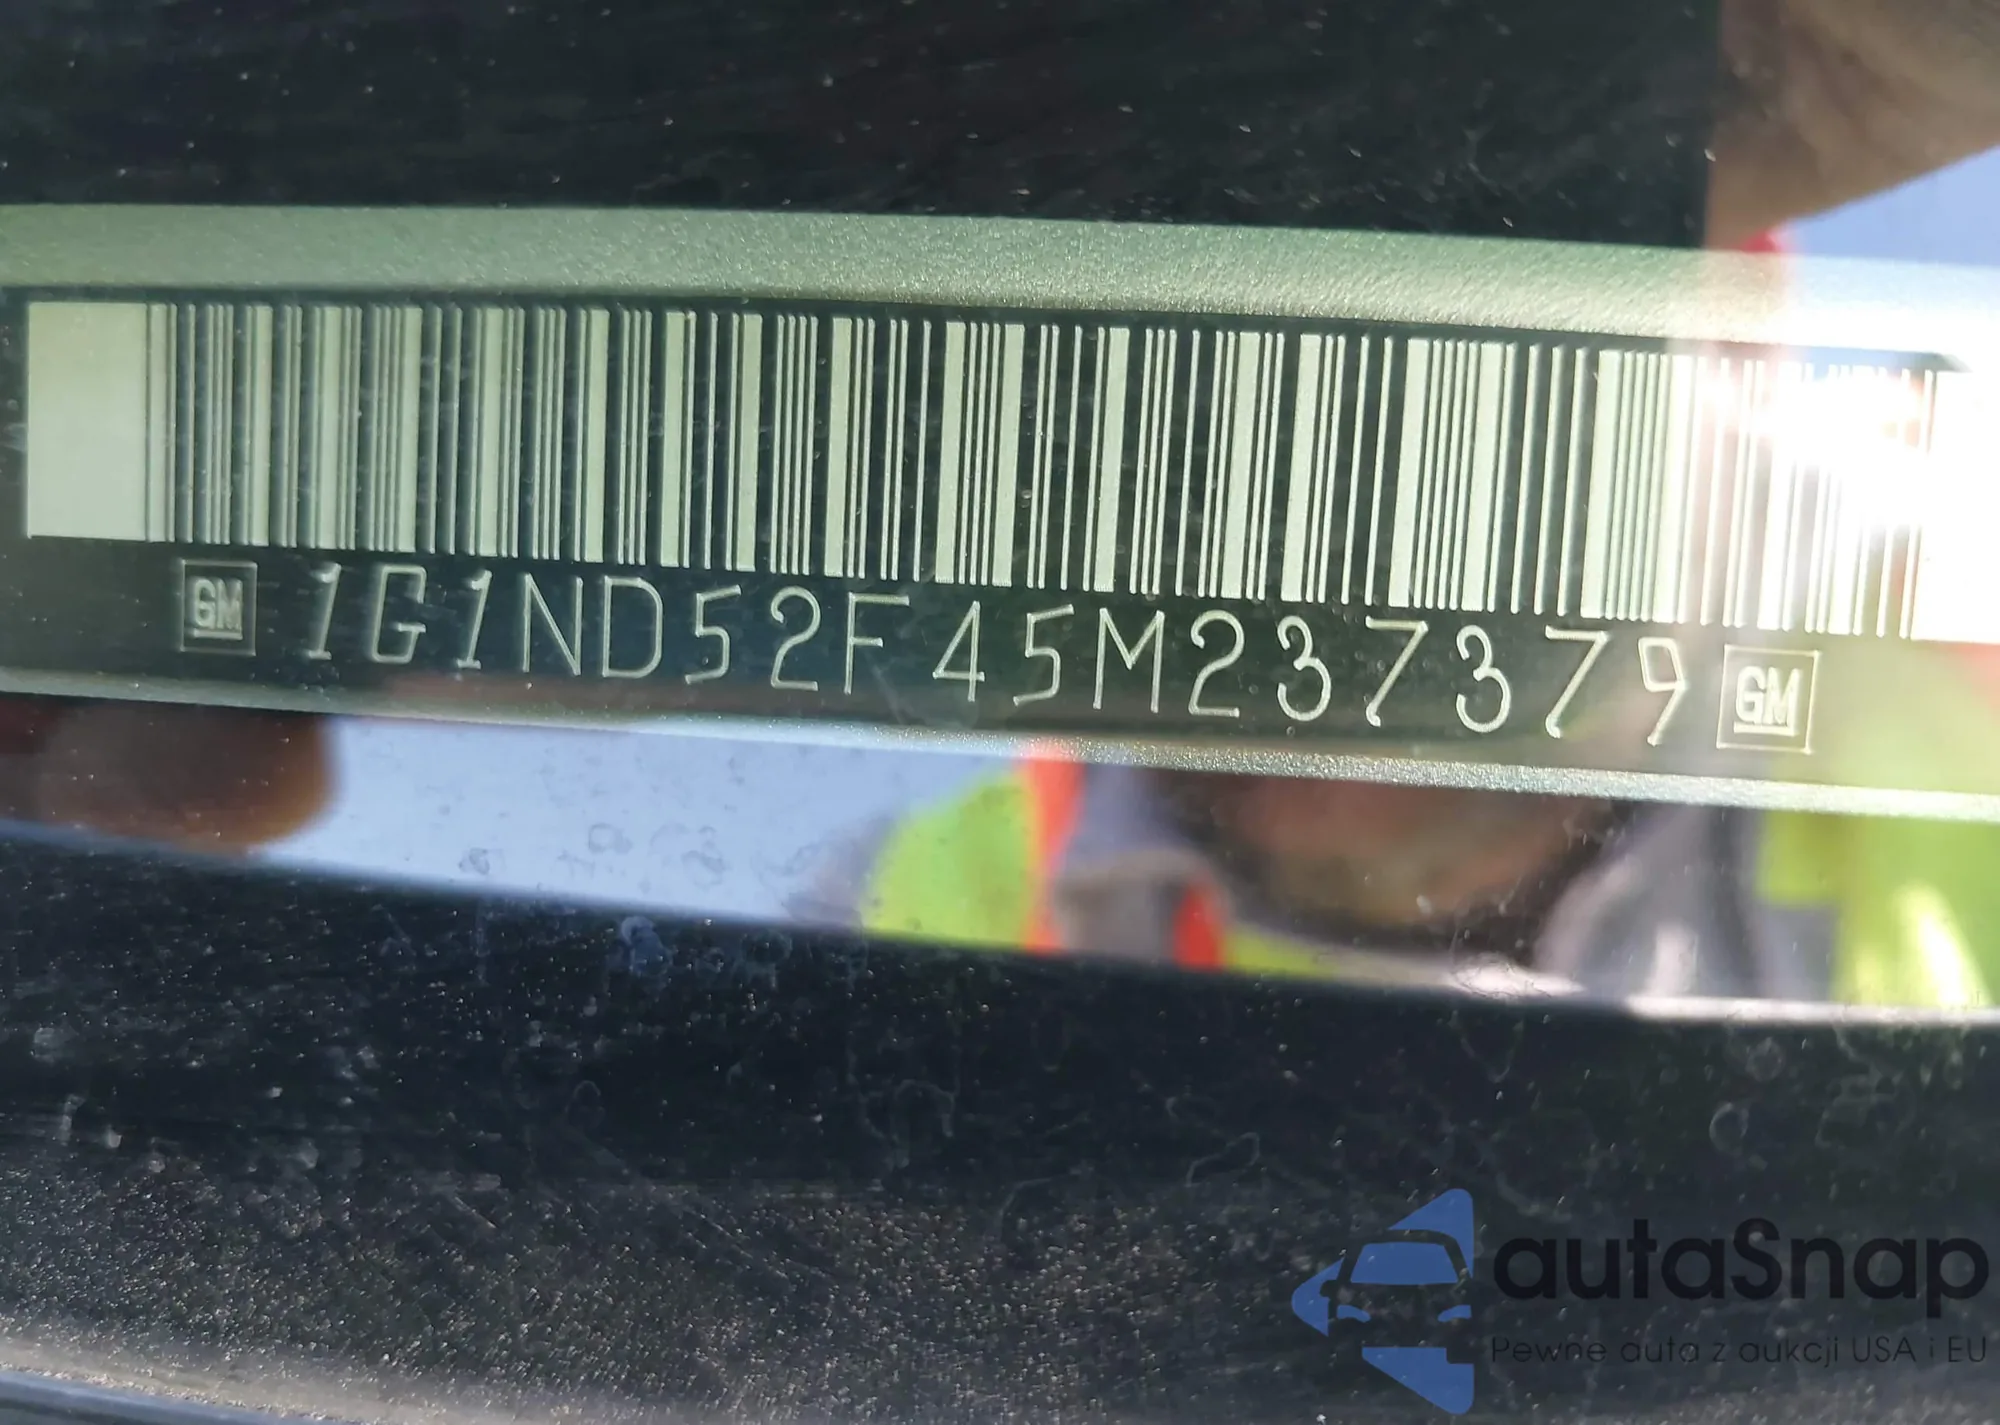 GM 1G1ND52F45M237379 GM
autaSnap
Pewne auta z aukcji USA i EU